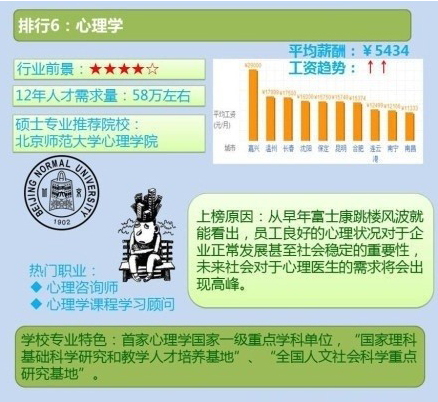 排行6：心理学
平均薪酬：￥5434
工资趋势：↑↑
行业前景：★★★★☆
12年人才需求量：58万左右
硕士专业推荐院校：
北京师范大学心理学院
平均工资
(元/月)
城市
嘉兴 温州 长春 沈阳 保定 昆明 合肥 连云港 南宁 南昌
BEIJING NORMAL UNIVERSITY
1902
上榜原因：从早年富士康跳楼风波就
能看出，员工良好的心理状况对于企
业正常发展甚至社会稳定的重要性，
未来社会对于心理医生的需求将会出
现高峰。
热门职业：
◆ 心理咨询师
◆ 心理学课程学习顾问
学校专业特色：首家心理学国家一级重点学科单位，“国家理科
基础科学研究和教学人才培养基地”、“全国人文社会科学重点
研究基地”。